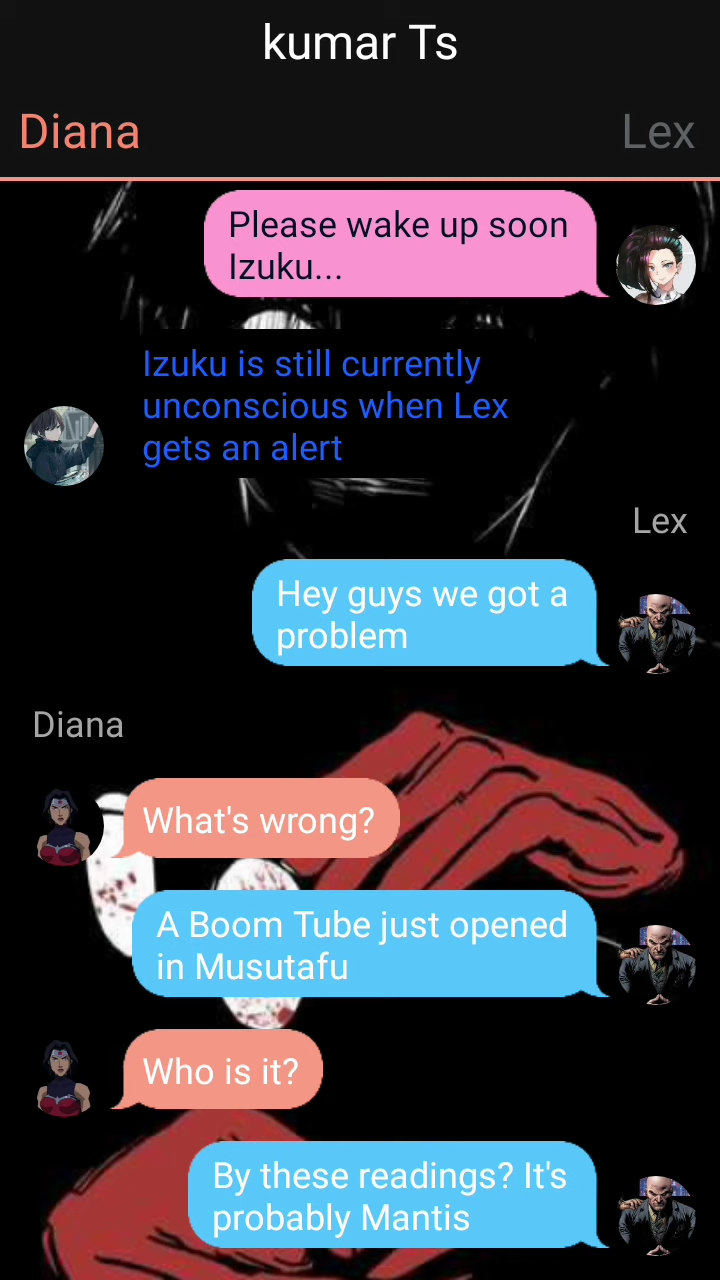 kumar Ts
Diana
Lex
Please wake up soon
Izuku...
Izuku is still currently
unconscious when Lex
gets an alert
Lex
Hey guys we got a
problem
Diana
What's wrong?
A Boom Tube just opened
in Musutafu
Who is it?
By these readings? It's
probably Mantis